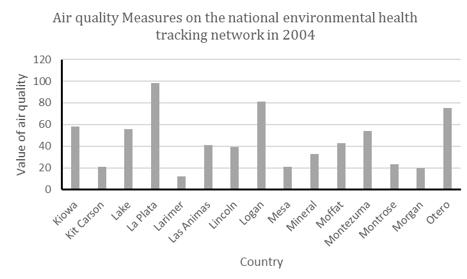 Air quality Measures on the national environmental health
tracking network in 2004
Value of air quality
120
100
80
60
40
20
0
Kiowa
Kit Carson
Lake
La Plata
Larimer
Las Animas
Lincoln
Logan
Mesa
Mineral
Moffat
Montezuma
Montrose
Morgan
Otero
Country